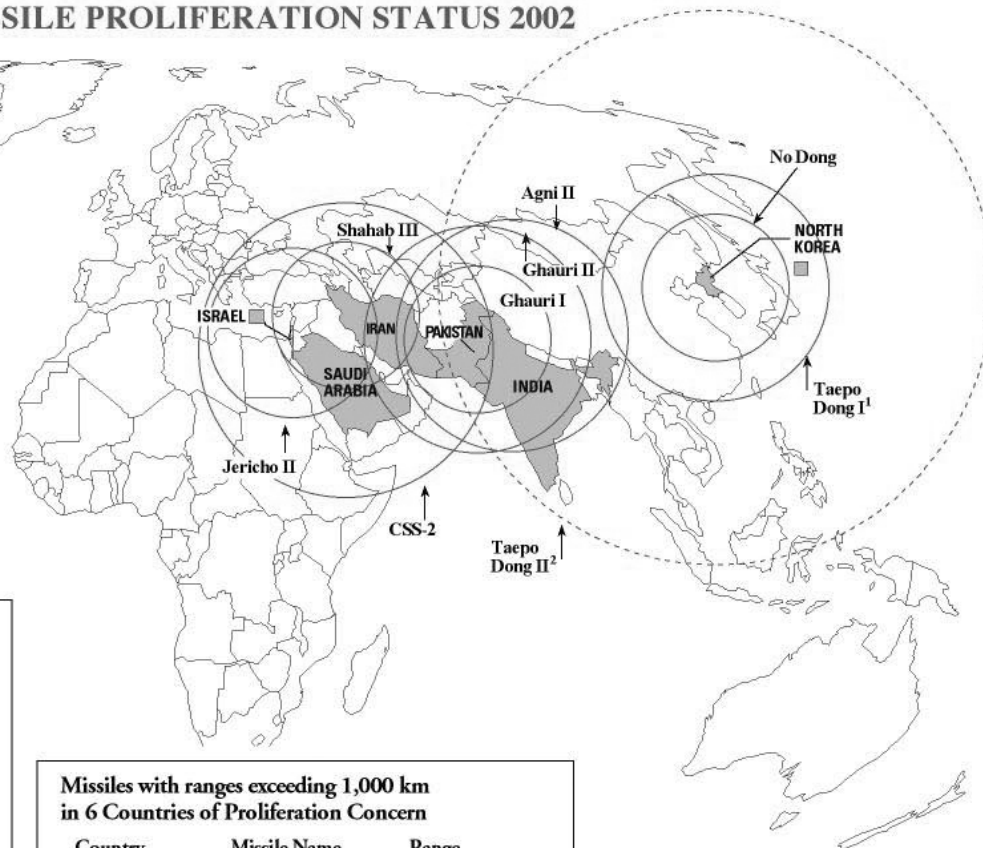 SILE PROLIFERATION STATUS 2002
No Dong
Agni II
Shahab III
NORTH
KOREA
Ghauri II
Ghauri I
ISRAEL
IRAN
PAKISTAN
SAUDI
ARABIA
INDIA
Taepo
Dong I¹
Jericho II
CSS-2
Taepo
Dong II²
Missiles with ranges exceeding 1,000 km
in 6 Countries of Proliferation Concern
Country Missile Name Range